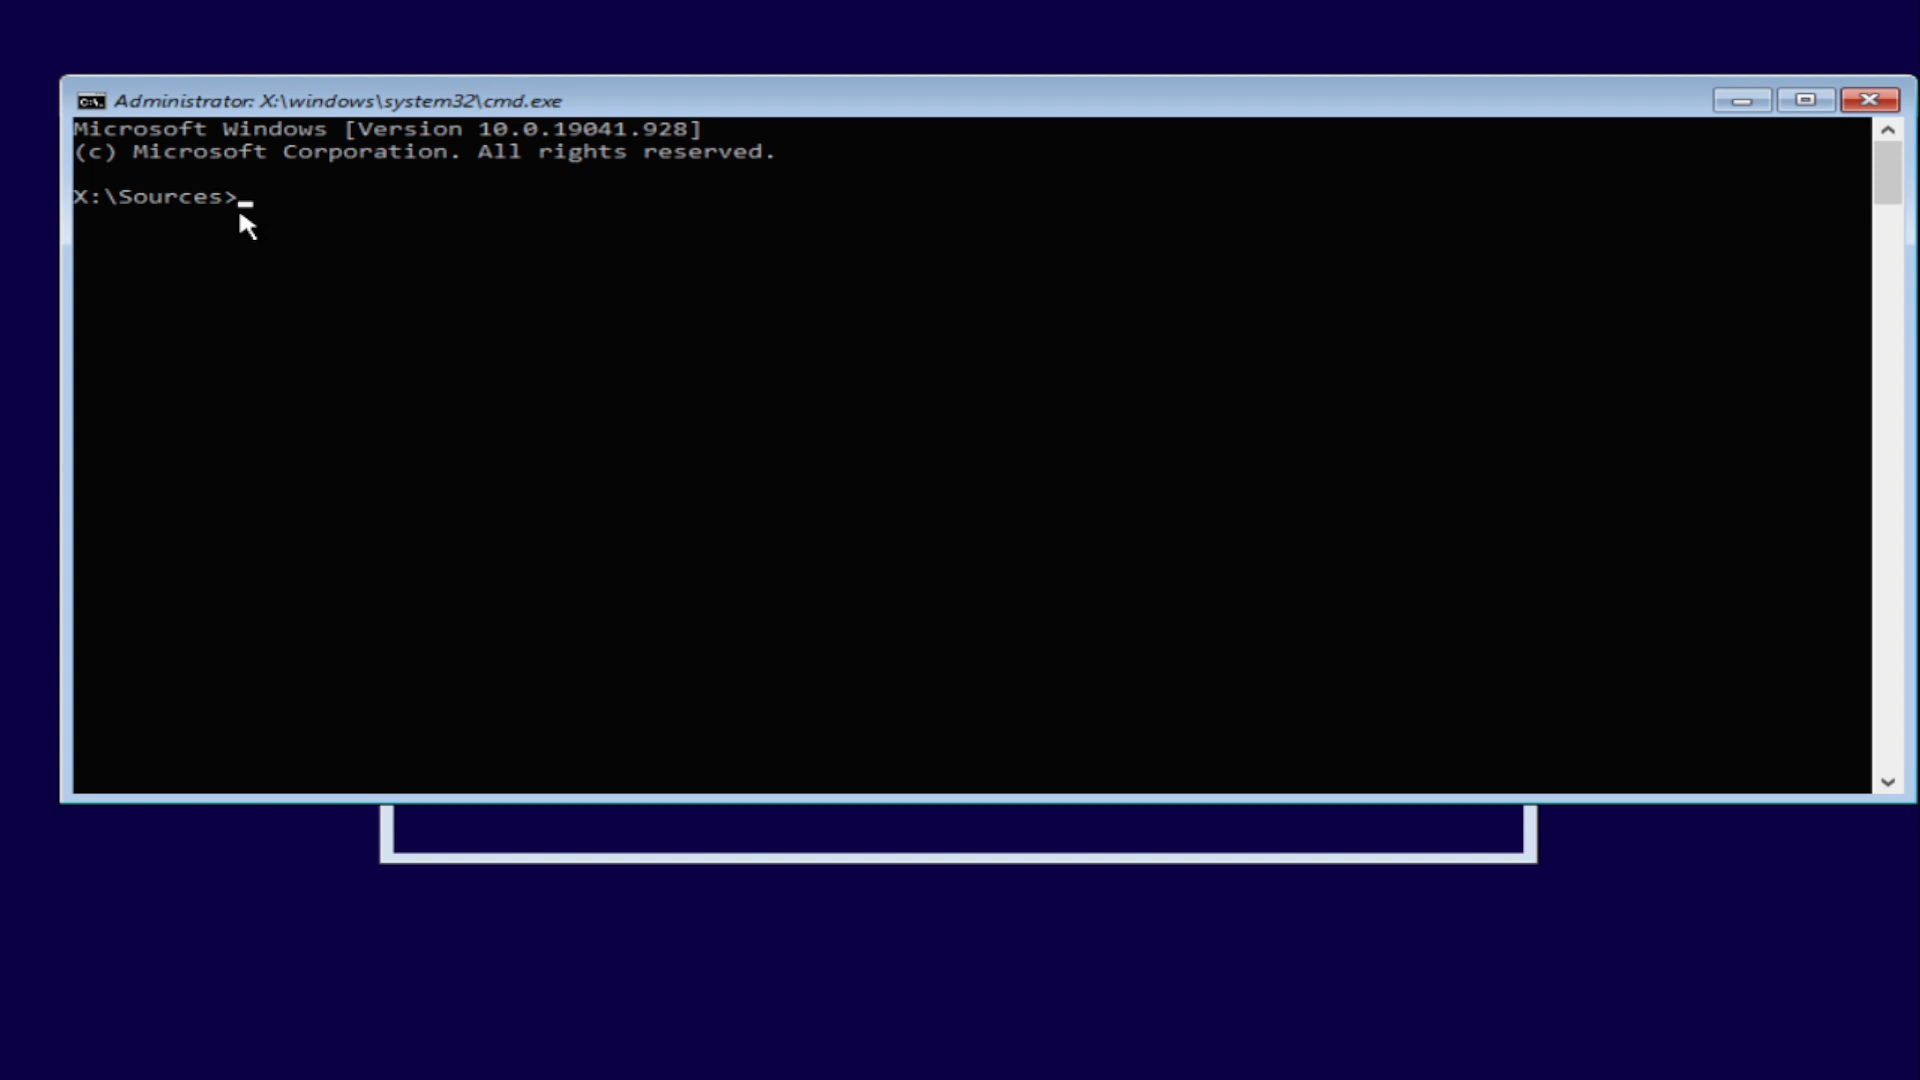 Administrator: X:\windows\system32\cmd.exe
Microsoft Windows [Version 10.0.19041.928]
(c) Microsoft Corporation. All rights reserved.
X:\Sources>